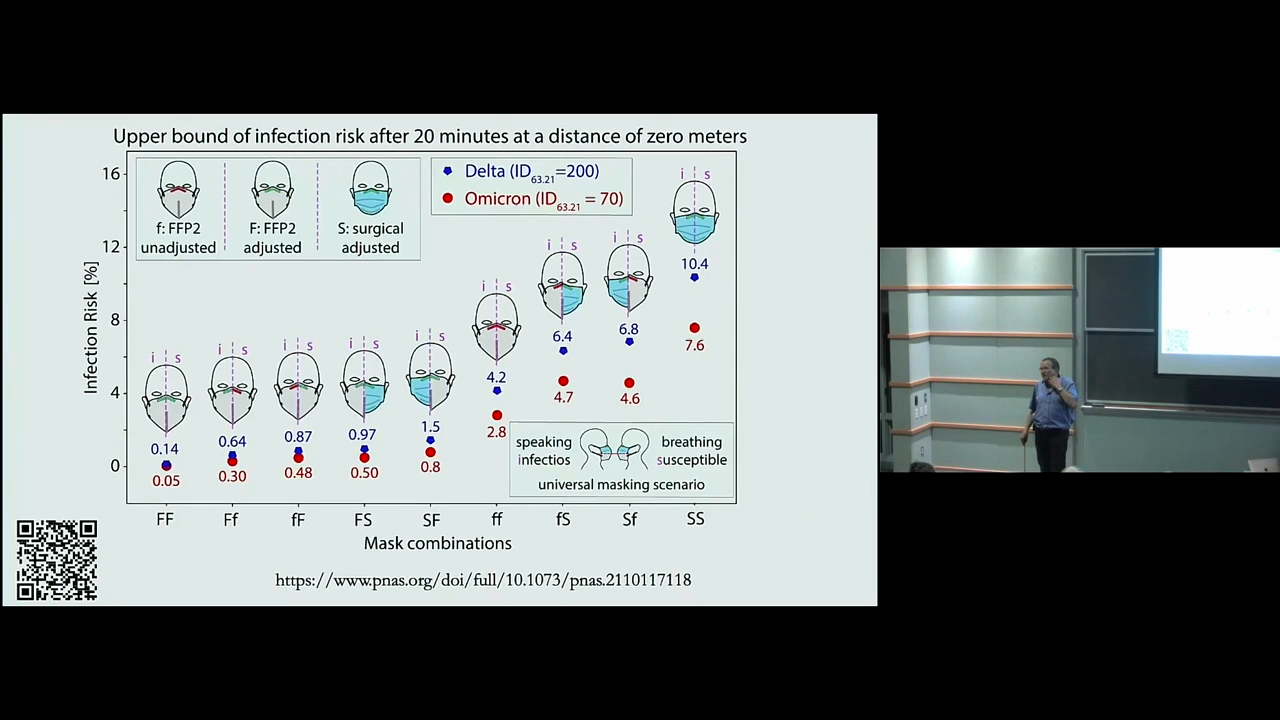 Upper bound of infection risk after 20 minutes at a distance of zero meters
Infection Risk [%]
16
12
8
4
0
f: FFP2
unadjusted
F: FFP2
adjusted
S: surgical
adjusted
Delta (ID63.21=200)
Omicron (ID63.21 = 70)
i s
0.14
0.05
i s
0.64
0.30
i s
0.87
0.48
i s
0.97
0.50
i s
1.5
0.8
i s
4.2
2.8
i s
6.4
4.7
i s
6.8
4.6
i s
10.4
7.6
speaking
infectios
breathing
susceptible
universal masking scenario
FF Ff fF FS SF ff fS Sf SS
Mask combinations
https://www.pnas.org/doi/full/10.1073/pnas.2110117118